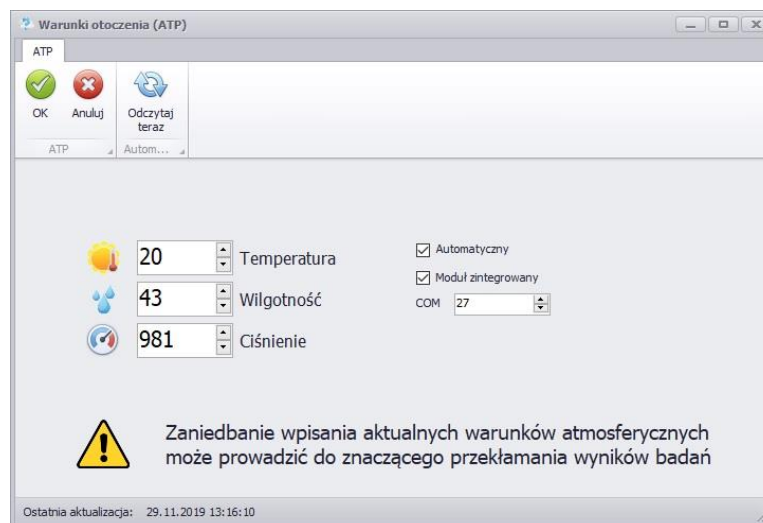 Warunki otoczenia (ATP)
ATP
OK Anuluj Odczytaj
teraz
ATP Autom...
20 Temperatura
Automatyczny
Moduł zintegrowany
43 Wilgotność
COM 27
981 Ciśnienie
Zaniedbanie wpisania aktualnych warunków atmosferycznych
może prowadzić do znaczącego przekłamania wyników badań
Ostatnia aktualizacja: 29.11.2019 13:16:10